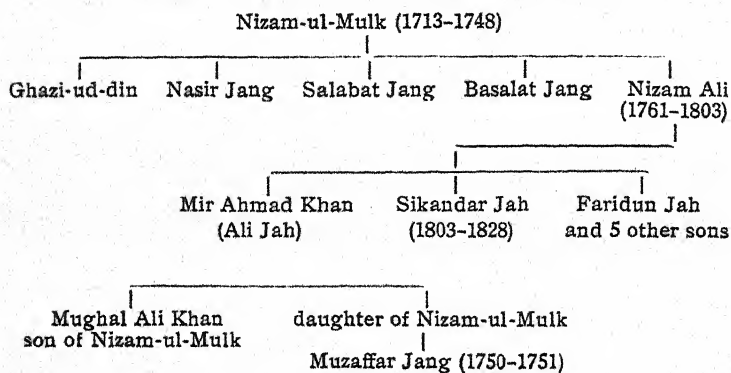 Nizam-ul-Mulk (1713–1748)
Ghazi-ud-din Nasir Jang Salabat Jang Basalat Jang Nizam Ali
(1761–1803)
Mir Ahmad Khan Sikandar Jah Faridun Jah
(Ali Jah) (1803–1828) and 5 other sons
Mughal Ali Khan daughter of Nizam-ul-Mulk
son of Nizam-ul-Mulk
Muzaffar Jang (1750–1751)